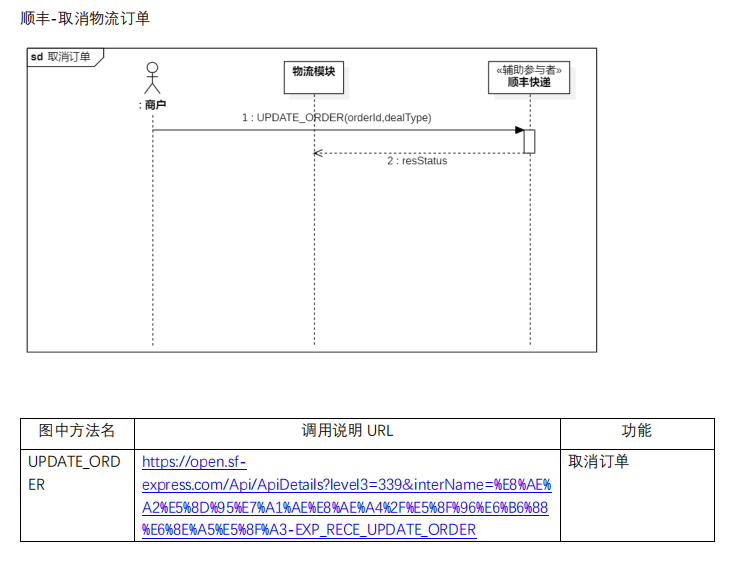 顺丰-取消物流订单
sd 取消订单
物流模块
«辅助参与者»
顺丰快递
: 商户
1 : UPDATE_ORDER(orderId,dealType)
2 : resStatus
图中方法名 调用说明 URL 功能
UPDATE_ORD
ER
https://open.sf-
express.com/Api/ApiDetails?level3=339&interName=%E8%AE%
A2%E5%8D%95%E7%A1%AE%E8%AE%A4%2F%E5%8F%96%E6%B6%88
%E6%8E%A5%E5%8F%A3-EXP_RECE_UPDATE_ORDER
取消订单